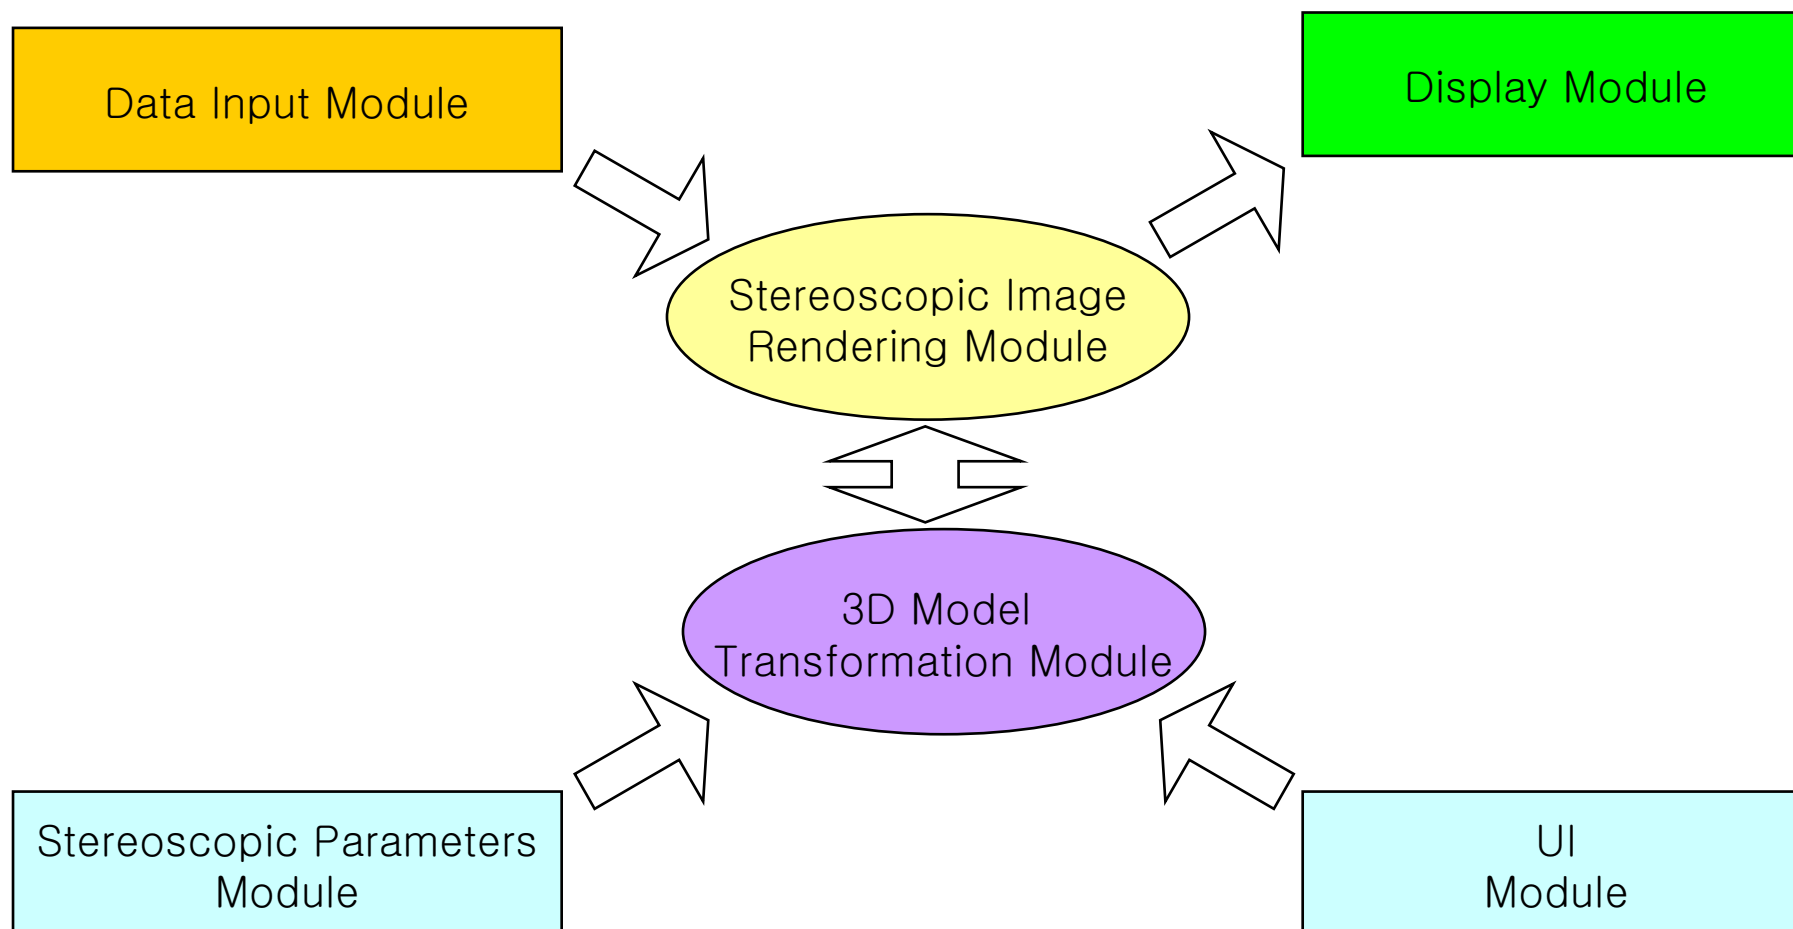 Data Input Module
Display Module
Stereoscopic Image
Rendering Module
3D Model
Transformation Module
Stereoscopic Parameters
Module
UI
Module